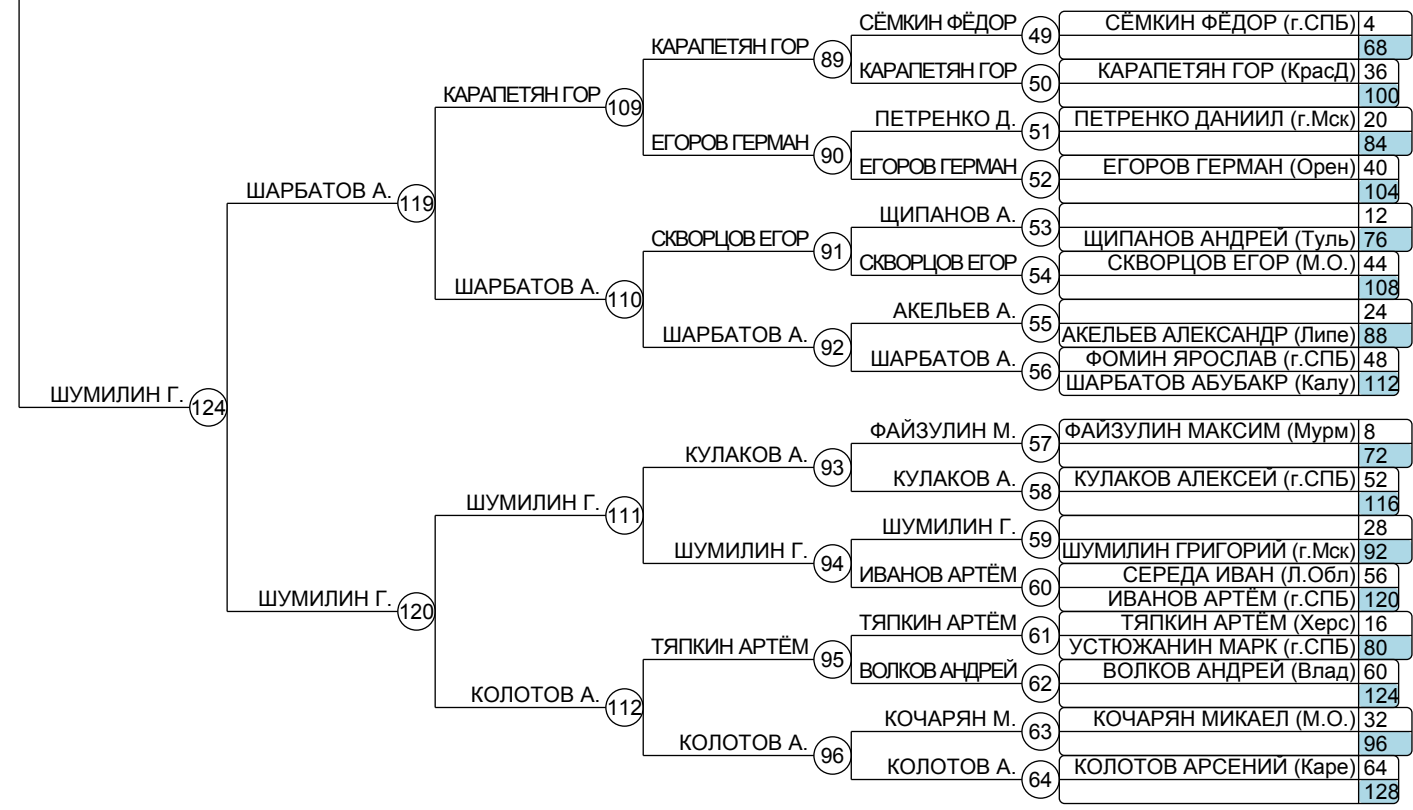 СЁМКИН ФЁДОР 49 СЁМКИН ФЁДОР (г.СПБ) 4
КАРАПЕТЯН ГОР 89 68
КАРАПЕТЯН ГОР 50 КАРАПЕТЯН ГОР (КрасД) 36
КАРАПЕТЯН ГОР 109 100
ПЕТРЕНКО Д. 51 ПЕТРЕНКО ДАНИИЛ (г.Мск) 20
ЕГОРОВ ГЕРМАН 90 84
ЕГОРОВ ГЕРМАН 52 ЕГОРОВ ГЕРМАН (Орен) 40
ШАРБАТОВ А. 119 104
ЩИПАНОВ А. 53 12
СКВОРЦОВ ЕГОР 91 ЩИПАНОВ АНДРЕЙ (Туль) 76
СКВОРЦОВ ЕГОР 54 СКВОРЦОВ ЕГОР (М.О.) 44
ШАРБАТОВ А. 110 108
АКЕЛЬЕВ А. 55 24
ШАРБАТОВ А. 92 АКЕЛЬЕВ АЛЕКСАНДР (Липе) 88
ШАРБАТОВ А. 56 ФОМИН ЯРОСЛАВ (г.СПБ) 48
ШАРБАТОВ АБУБАКР (Калу) 112
ШУМИЛИН Г. 124
ФАЙЗУЛИН М. 57 ФАЙЗУЛИН МАКСИМ (Мурм) 8
КУЛАКОВ А. 93 72
КУЛАКОВ А. 58 КУЛАКОВ АЛЕКСЕЙ (г.СПБ) 52
ШУМИЛИН Г. 111 116
ШУМИЛИН Г. 59 28
ШУМИЛИН Г. 94 ШУМИЛИН ГРИГОРИЙ (г.Мск) 92
ИВАНОВ АРТЁМ 60 СЕРЕДА ИВАН (Л.Обл) 56
ШУМИЛИН Г. 120 ИВАНОВ АРТЁМ (г.СПБ) 120
ТЯПКИН АРТЁМ 61 ТЯПКИН АРТЁМ (Херс) 16
ТЯПКИН АРТЁМ 95 УСТЮЖАНИН МАРК (г.СПБ) 80
ВОЛКОВ АНДРЕЙ 62 ВОЛКОВ АНДРЕЙ (Влад) 60
КОЛОТОВ А. 112 124
КОЧАРЯН М. 63 КОЧАРЯН МИКАЕЛ (М.О.) 32
КОЛОТОВ А. 96 96
КОЛОТОВ А. 64 КОЛОТОВ АРСЕНИЙ (Каре) 64
128